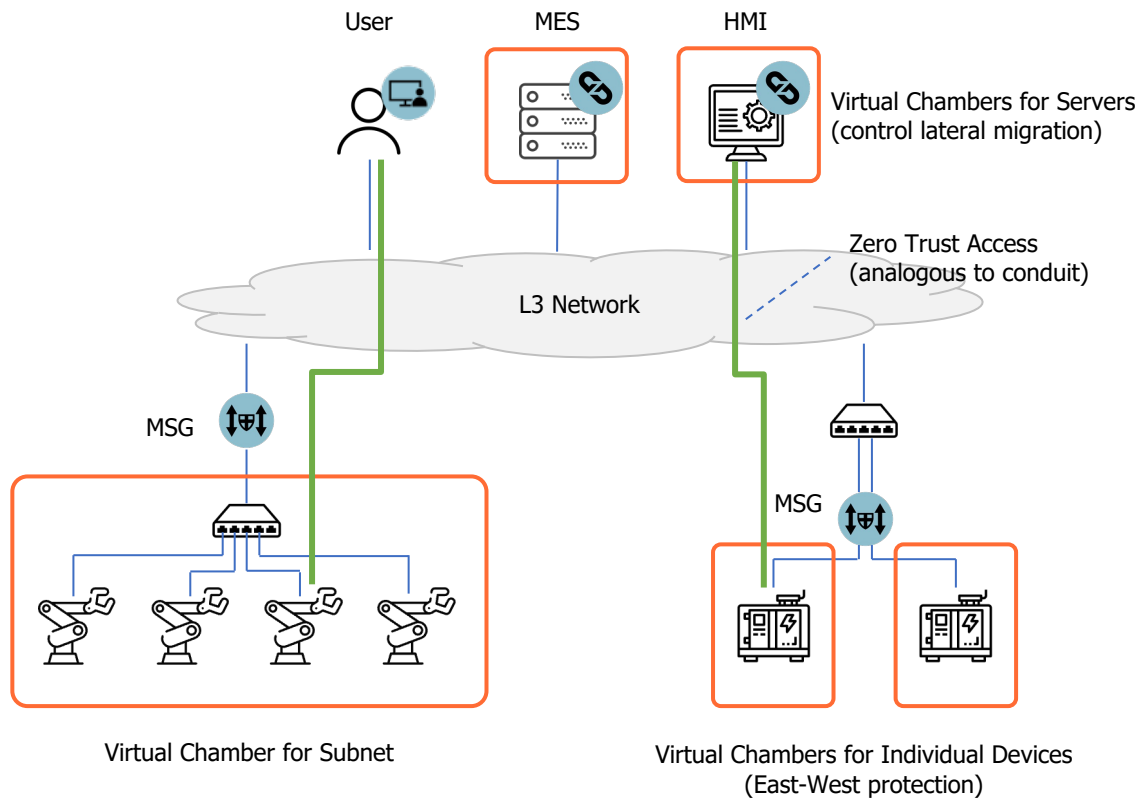 User
MES
HMI
Virtual Chambers for Servers
(control lateral migration)
Zero Trust Access
(analogous to conduit)
L3 Network
MSG
MSG
Virtual Chamber for Subnet
Virtual Chambers for Individual Devices
(East-West protection)